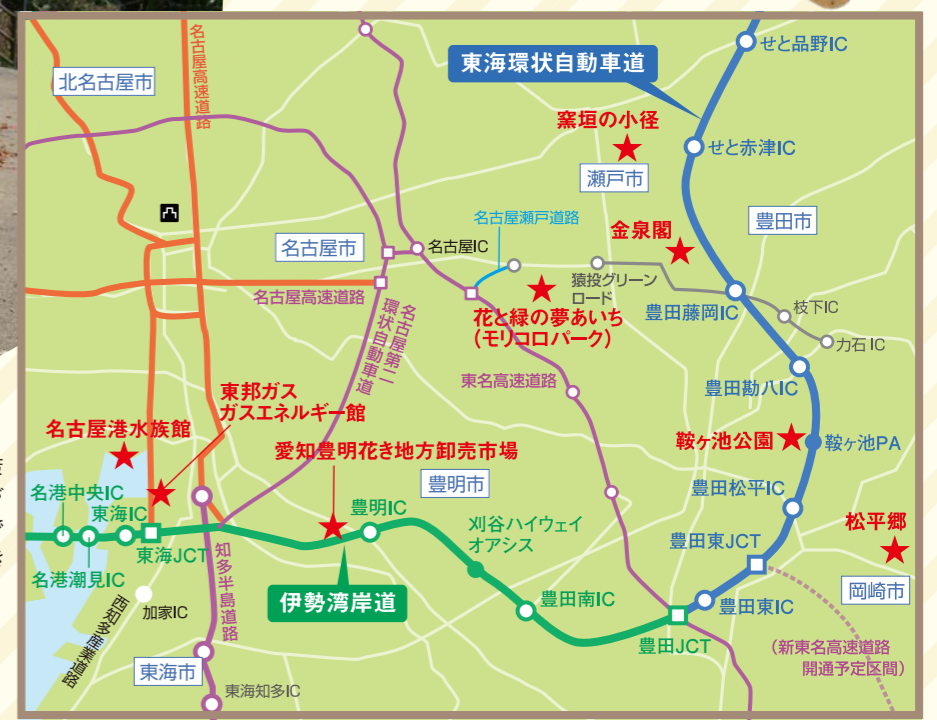 名古屋高速道路
せと品野IC
東海環状自動車道
北名古屋市
窯垣の小径
せと赤津IC
瀬戸市
豊田市
名古屋瀬戸道路
金泉閣
名古屋市
名古屋IC
猿投グリーン
ロード
名古屋高速道路
豊田藤岡IC
枝下IC
花と緑の夢あいち
(モリコロパーク)
力石IC
名古屋第二
環状自動車道
東名高速道路
豊田勘八IC
東邦ガス
ガスエネルギー館
名古屋港水族館
愛知豊明花き地方卸売市場
鞍ヶ池公園
鞍ヶ池PA
豊明市
名港中央IC
豊田松平IC
東海IC
豊明IC
刈谷ハイウェイ
オアシス
松平郷
豊田東JCT
東海JCT
名港潮見IC
知多半島道路
岡崎市
伊勢湾岸道
加家IC
豊田南IC
豊田東IC
西知多産業道路
豊田JCT
(新東名高速道路
開通予定区間)
東海市
東海知多IC